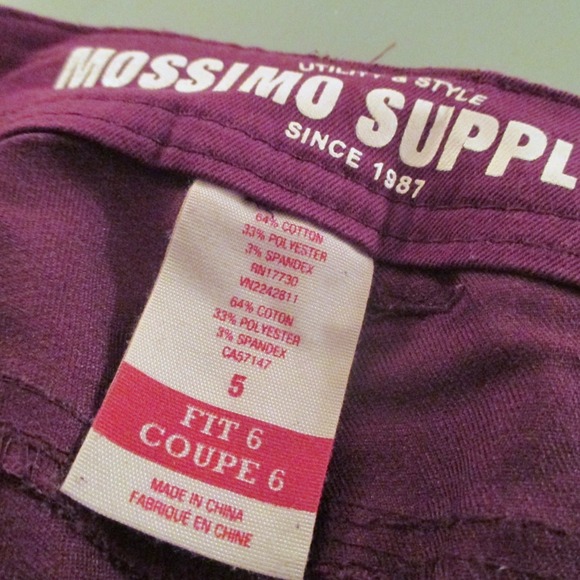 UTILITY & STYLE
MOSSIMO SUPPL
SINCE 1987
64% COTTON
33% POLYESTER
3% SPANDEX
RN17730
VN2242811
64% COTON
33% POLYESTER
3% SPANDEX
CA57147
5
FIT 6
COUPE 6
MADE IN CHINA
FABRIQUÉ EN CHINE